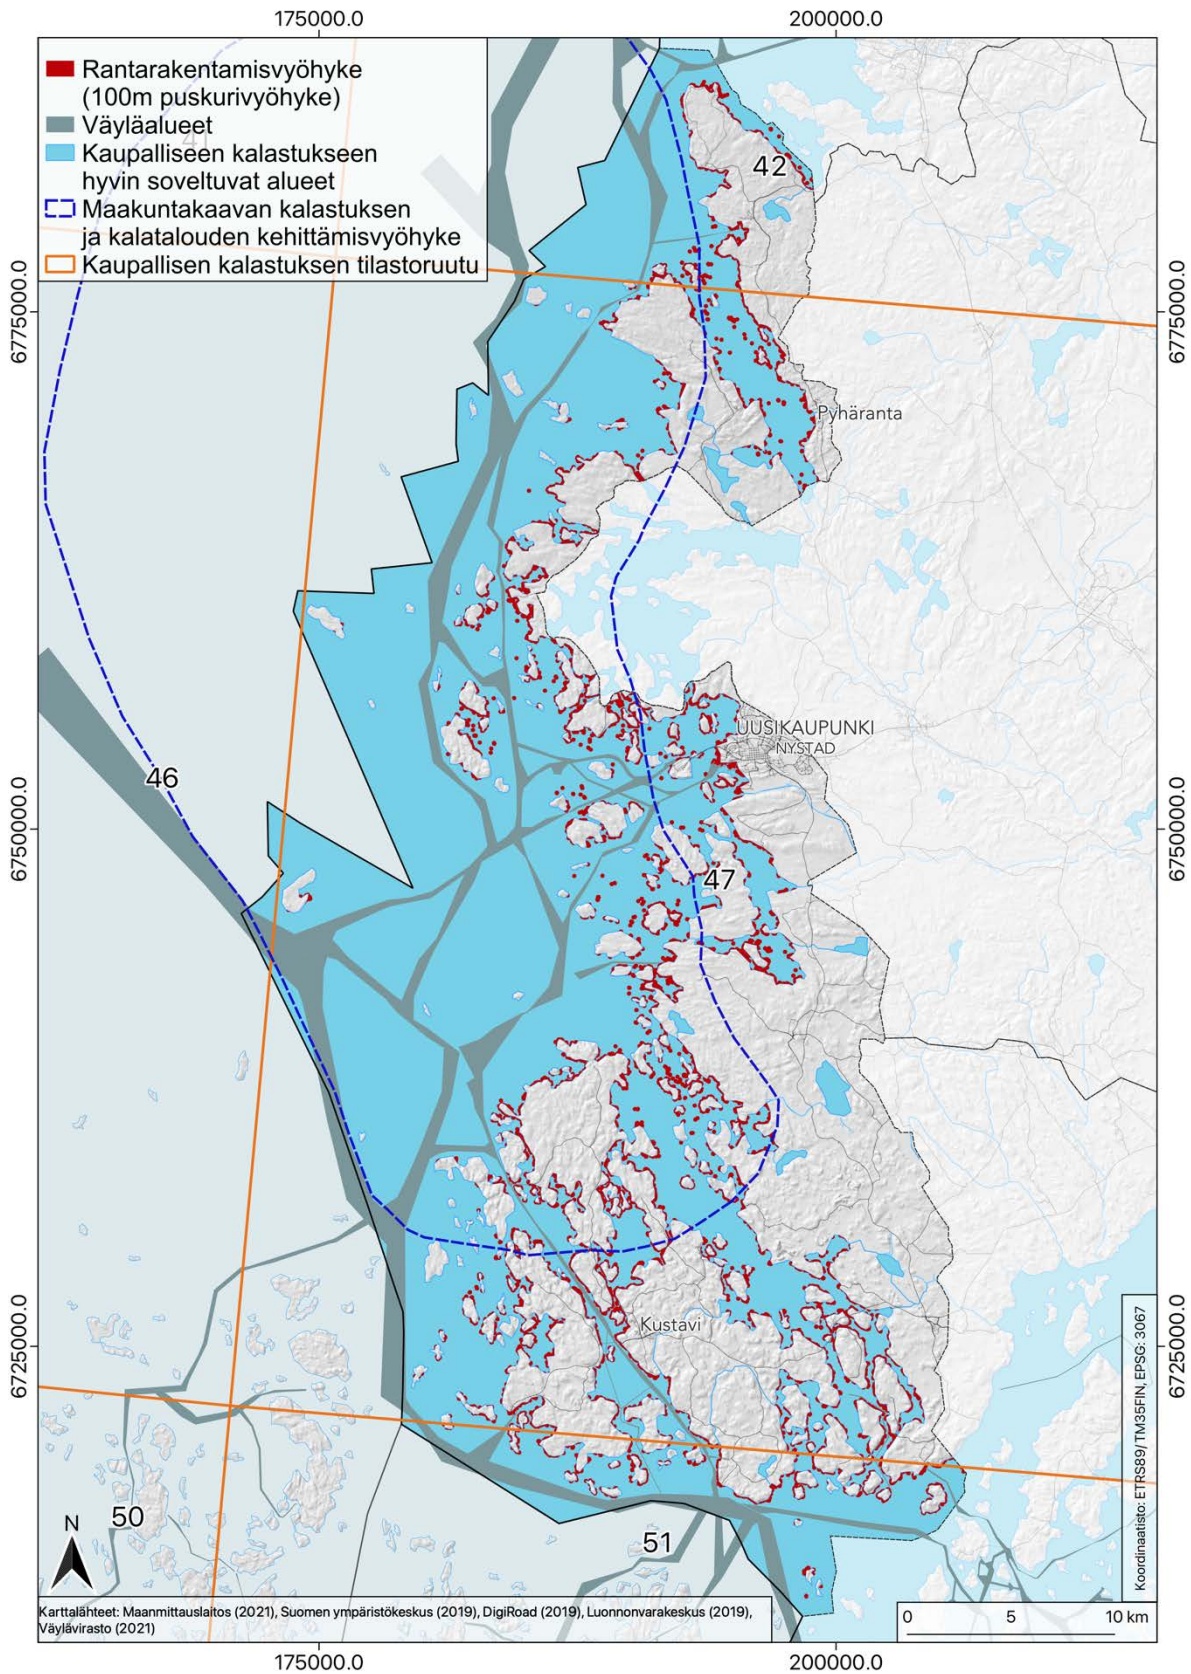 175000.0
200000.0
Rantarakentamisvyöhyke
(100m puskurivyöhyke)
Väyläalueet
41
Kaupalliseen kalastukseen
hyvin soveltuvat alueet
Maakuntakaavan kalastuksen
ja kalatalouden kehittämisvyöhyke
Kaupallisen kalastuksen tilastoruutu
42
6775000.0
6775000.0
Pyhäranta
UUSIKAUPUNKI
NYSTAD
46
6750000.0
6750000.0
47
Kustavi
6725000.0
6725000.0
50
51
N
Koordinaatisto: ETRS89/ TM35FIN, EPSG: 3067
Karttalähteet: Maanmittauslaitos (2021), Suomen ympäristökeskus (2019), DigiRoad (2019), Luonnonvarakeskus (2019),
Väylävirasto (2021)
0 5 10 km
175000.0
200000.0